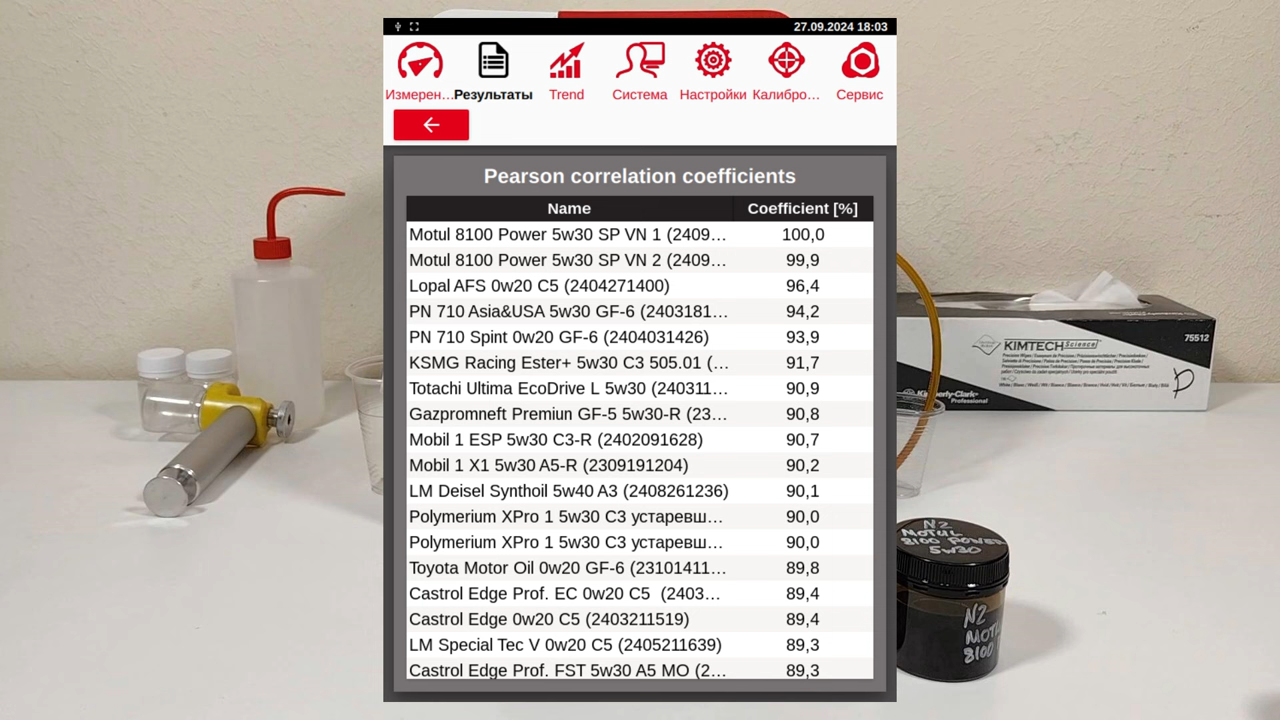 27.09.2024 18:03
Измерен... Результаты Trend Система Настройки Калибро... Сервис
Pearson correlation coefficients
Name Coefficient [%]
Motul 8100 Power 5w30 SP VN 1 (2409... 100,0
Motul 8100 Power 5w30 SP VN 2 (2409... 99,9
Lopal AFS 0w20 C5 (2404271400) 96,4
PN 710 Asia&USA 5w30 GF-6 (2403181... 94,2
PN 710 Spint 0w20 GF-6 (2404031426) 93,9
KSMG Racing Ester+ 5w30 C3 505.01 (... 91,7
Totachi Ultima EcoDrive L 5w30 (240311... 90,9
Gazpromneft Premiun GF-5 5w30-R (23... 90,8
Mobil 1 ESP 5w30 C3-R (2402091628) 90,7
Mobil 1 X1 5w30 A5-R (2309191204) 90,2
LM Deisel Synthoil 5w40 A3 (2408261236) 90,1
Polymerium XPro 1 5w30 C3 устаревш... 90,0
Polymerium XPro 1 5w30 C3 устаревш... 90,0
Toyota Motor Oil 0w20 GF-6 (23101411... 89,8
Castrol Edge Prof. EC 0w20 C5 (2403... 89,4
Castrol Edge 0w20 C5 (2403211519) 89,4
LM Special Tec V 0w20 C5 (2405211639) 89,3
Castrol Edge Prof. FST 5w30 A5 MO (2... 89,3
75512
KIMTECH Science
Kimberly-Clark
Professional
P
N2
MOTUL
8100 POWER
5W30
N2
MOTU
8100